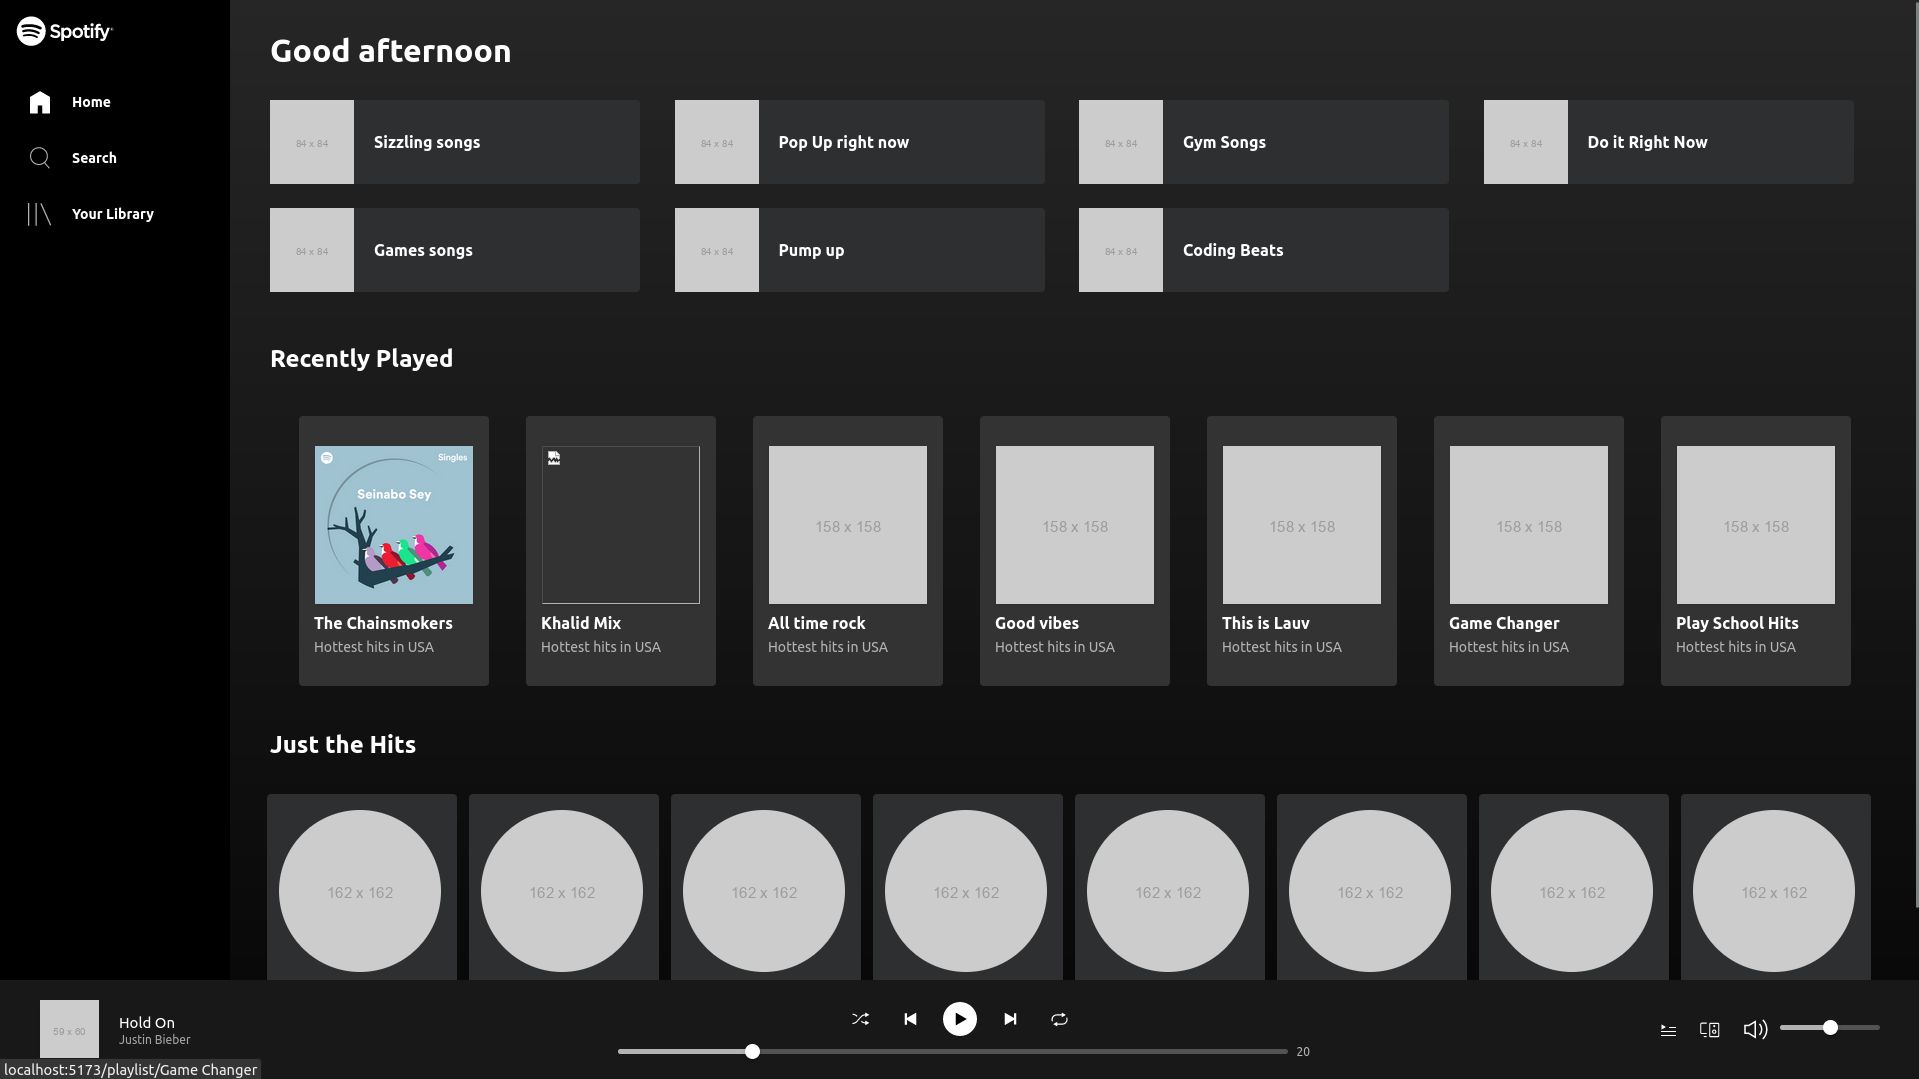 Spotify
Home
Search
Your Library
Good afternoon
84 x 84
Sizzling songs
84 x 84
Pop Up right now
84 x 84
Gym Songs
84 x 84
Do it Right Now
84 x 84
Games songs
84 x 84
Pump up
84 x 84
Coding Beats
Recently Played
Singles
Seinabo Sey
The Chainsmokers
Hottest hits in USA
Khalid Mix
Hottest hits in USA
158 x 158
All time rock
Hottest hits in USA
158 x 158
Good vibes
Hottest hits in USA
158 x 158
This is Lauv
Hottest hits in USA
158 x 158
Game Changer
Hottest hits in USA
158 x 158
Play School Hits
Hottest hits in USA
Just the Hits
162 x 162
162 x 162
162 x 162
162 x 162
162 x 162
162 x 162
162 x 162
162 x 162
59 x 60
Hold On
Justin Bieber
20
localhost:5173/playlist/Game Changer